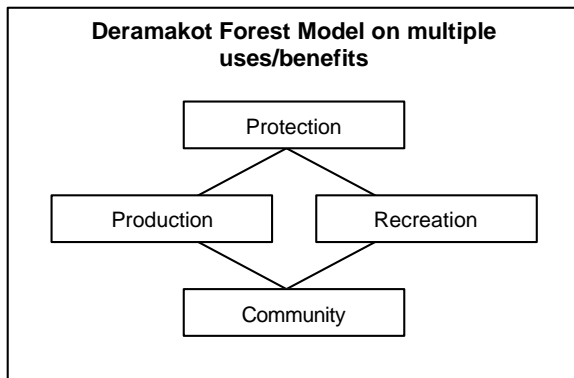 Deramakot Forest Model on multiple
uses/benefits
Protection
Production
Recreation
Community